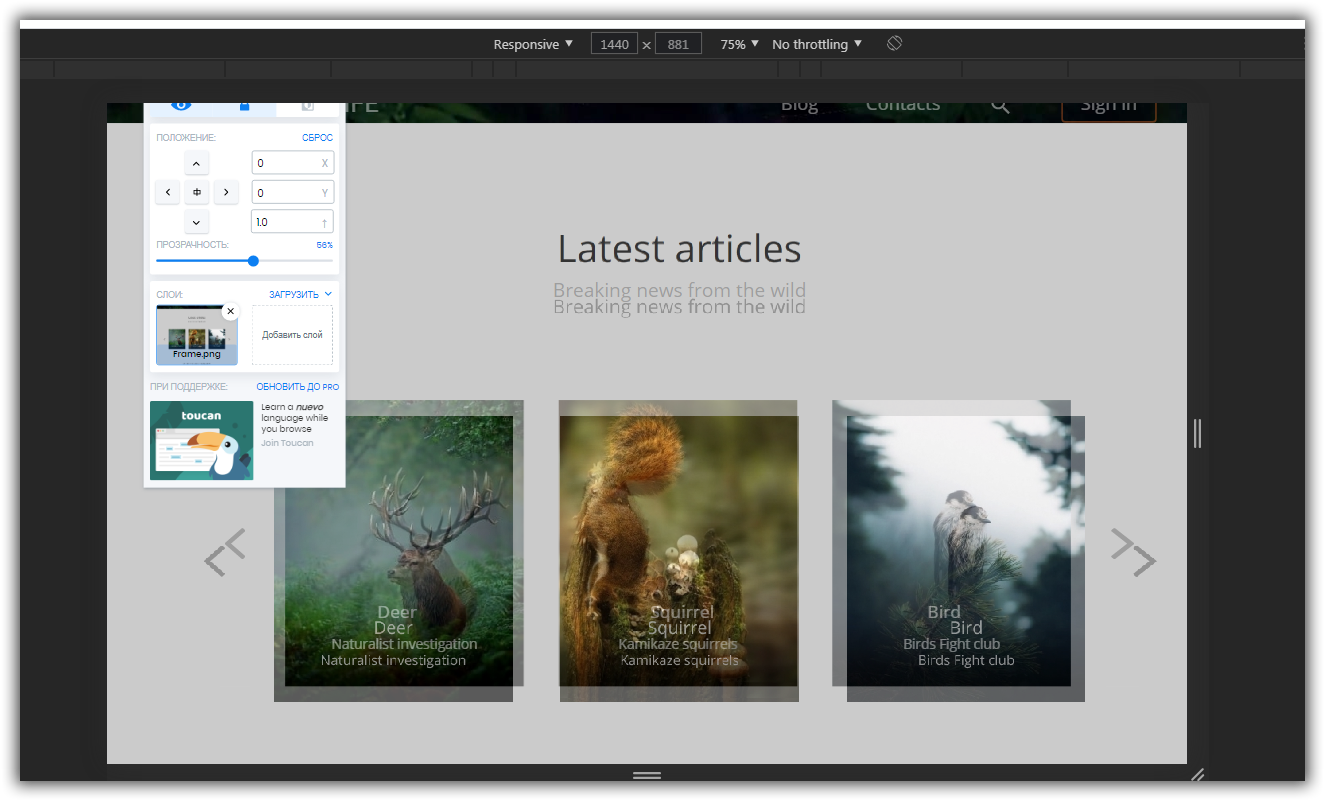 Responsive ▼ 1440 × 881 75% ▼ No throttling ▼
IFE Blog Contacts Sign In
ПОЛОЖЕНИЕ: СБРОС
0 X
0 Y
1.0 ↑
ПРОЗРАЧНОСТЬ: 56%
СЛОИ: ЗАГРУЗИТЬ
Frame.png
Добавить слой
ПРИ ПОДДЕРЖКЕ: ОБНОВИТЬ ДО PRO
toucan
Learn a nuevo
language while
you browse
Join Toucan
Latest articles
Breaking news from the wild
Breaking news from the wild
Deer
Deer
Naturalist investigation
Naturalist investigation
Squirrel
Squirrel
Kamikaze squirrels
Kamikaze squirrels
Bird
Bird
Birds Fight club
Birds Fight club